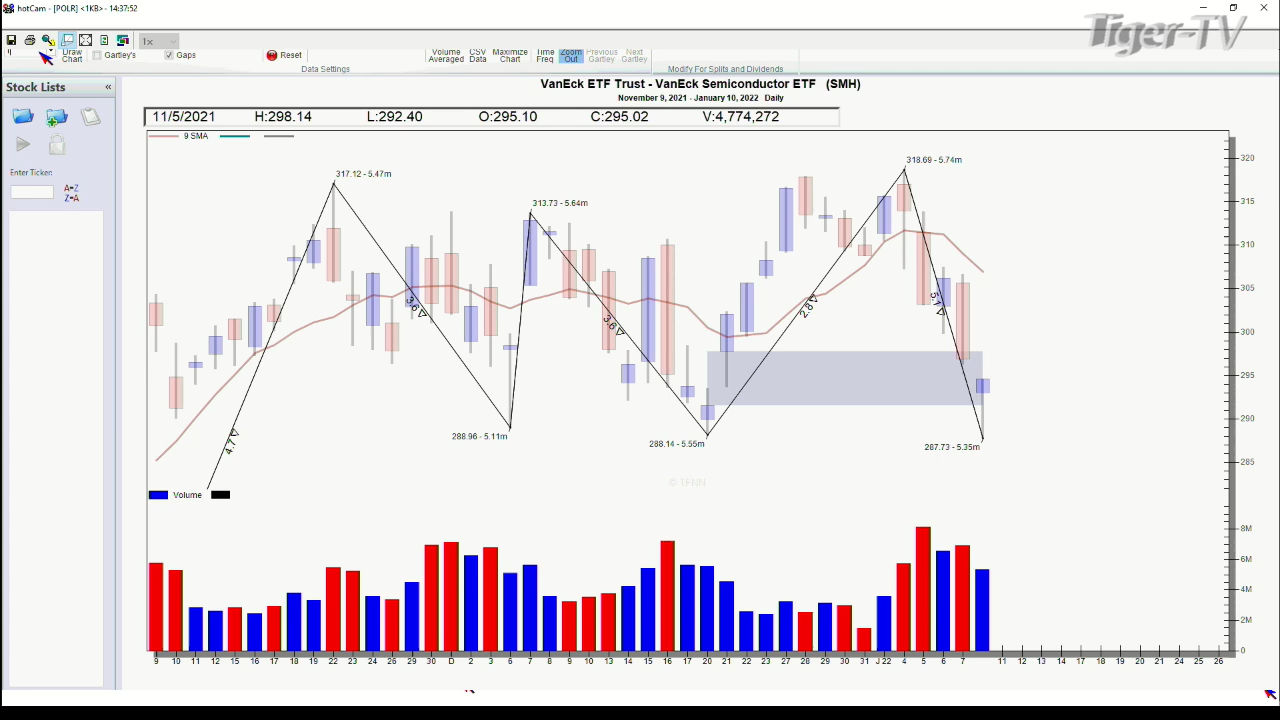 hotCam - [POLR] <1KB> - 14:37:52
Tiger-TV
1x
Draw Chart
Gartley's
Gaps
Reset
Volume Averaged
CSV Data
Maximize Chart
Time Freq
Zoom Out
Previous Gartley
Next Gartley
Data Settings
Modify For Splits and Dividends
Stock Lists
«
Enter Ticker:
A=Z
Z=A
VanEck ETF Trust - VanEck Semiconductor ETF (SMH)
November 9, 2021 - January 10, 2022 Daily
11/5/2021 H:298.14 L:292.40 O:295.10 C:295.02 V:4,774,272
9 SMA
317.12 - 5.47m
313.73 - 5.64m
318.69 - 5.74m
288.96 - 5.11m
288.14 - 5.55m
287.73 - 5.35m
4.7
3.6
3.6
2.8
5.1
320
315
310
305
300
295
290
285
© TFNN
Volume
8M
6M
4M
2M
0
9 10 11 12 15 16 17 18 19 22 23 24 26 29 30 D 2 3 6 7 8 9 10 13 14 15 16 17 20 21 22 23 27 28 29 30 31 J 22 4 5 6 7 11 12 13 14 18 19 20 21 24 25 26